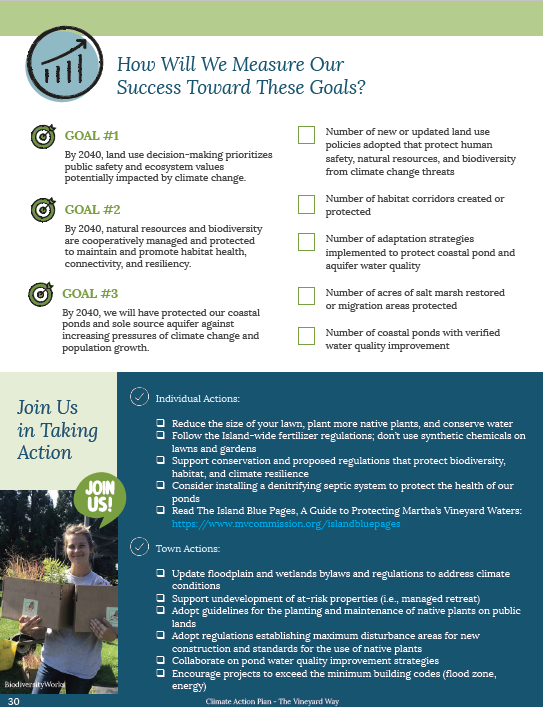 How Will We Measure Our
Success Toward These Goals?
GOAL #1
By 2040, land use decision-making prioritizes
public safety and ecosystem values
potentially impacted by climate change.
GOAL #2
By 2040, natural resources and biodiversity
are cooperatively managed and protected
to maintain and promote habitat health,
connectivity, and resiliency.
GOAL #3
By 2040, we will have protected our coastal
ponds and sole source aquifer against
increasing pressures of climate change and
population growth.
Number of new or updated land use
policies adopted that protect human
safety, natural resources, and biodiversity
from climate change threats
Number of habitat corridors created or
protected
Number of adaptation strategies
implemented to protect coastal pond and
aquifer water quality
Number of acres of salt marsh restored
or migration areas protected
Number of coastal ponds with verified
water quality improvement
Join Us
in Taking
Action
JOIN
US!
BiodiversityWorks
Individual Actions:
Reduce the size of your lawn, plant more native plants, and conserve water
Follow the Island-wide fertilizer regulations; don't use synthetic chemicals on
lawns and gardens
Support conservation and proposed regulations that protect biodiversity,
habitat, and climate resilience
Consider installing a denitrifying septic system to protect the health of our
ponds
Read The Island Blue Pages, A Guide to Protecting Martha's Vineyard Waters:
https://www.mvcommission.org/islandbluepages
Town Actions:
Update floodplain and wetlands bylaws and regulations to address climate
conditions
Support undevelopment of at-risk properties (i.e., managed retreat)
Adopt guidelines for the planting and maintenance of native plants on public
lands
Adopt regulations establishing maximum disturbance areas for new
construction and standards for the use of native plants
Collaborate on pond water quality improvement strategies
Encourage projects to exceed the minimum building codes (flood zone,
energy)
30
Climate Action Plan - The Vineyard Way